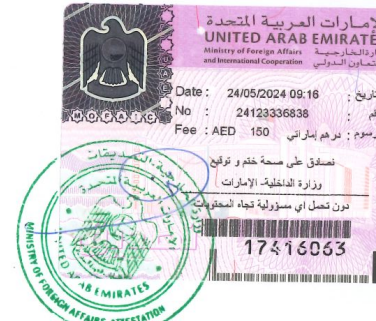 الإمارات العربية المتحدة
UNITED ARAB EMIRATE
Ministry of Foreign Affairs
and International Cooperation
وزارة الخارجية
والتعاون الدولي
Date : 24/05/2024 09:16
No : 24123336838
Fee : AED 150 درهم إماراتي
نصادق على صحة ختم و توقيع
وزارة الداخلية- الإمارات
دون تحمل أي مسؤولية تجاه المحتويات
17416063
MOFAIC
UNITED ARAB EMIRATES
MINISTRY OF FOREIGN AFFAIRS ATTESTATION